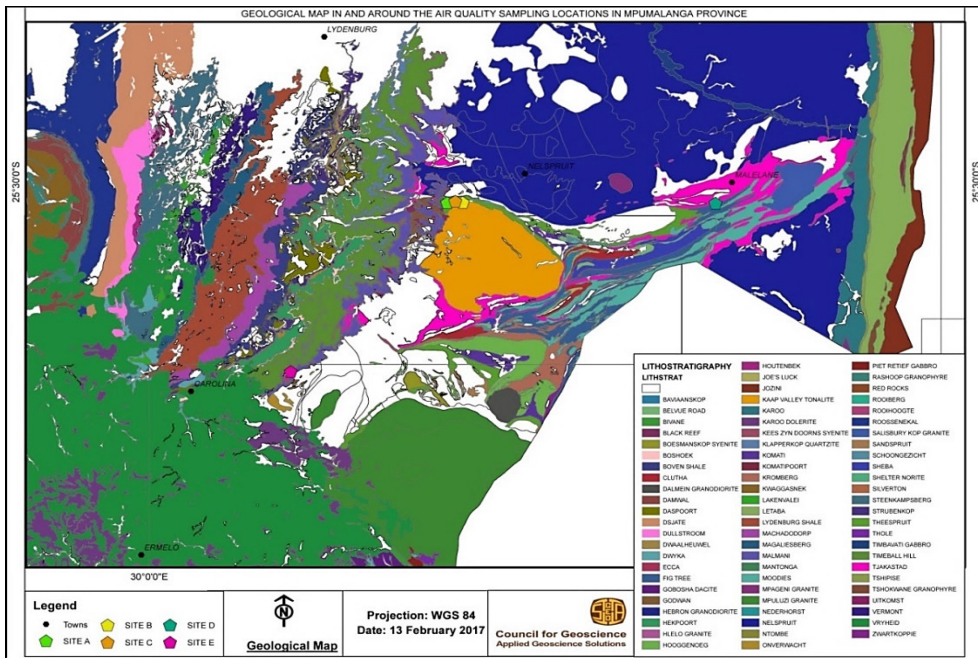 GEOLOGICAL MAP IN AND AROUND THE AIR QUALITY SAMPLING LOCATIONS IN MPUMALANGA PROVINCE
LYDENBURG
NELSPRUIT
MALELANE
25°30'0"S
25°30'0"S
CAROLINA
ERMELO
30°0'0"E
LITHOSTRATIGRAPHY
LITHSTRAT
BAVIAANSKOP
BELVUE ROAD
BIVANE
BLACK REEF
BOESMANSKOP SYENITE
BOSHOEK
BOVEN SHALE
CLUTHA
DALMEIN GRANODIORITE
DAMWAL
DASPOORT
DSJATE
DULLSTROOM
DWAALHEUWEL
DWYKA
ECCA
FIG TREE
GOBOSHA DACITE
GODWAN
HEBRON GRANODIORITE
HEKPOORT
HLELO GRANITE
HOOGGENOEG
HOUTENBEK
JOE'S LUCK
JOZINI
KAAP VALLEY TONALITE
KAROO
KAROO DOLERITE
KEES ZYN DOORNS SYENITE
KLAPPERKOP QUARTZITE
KOMATI
KOMATIPOORT
KROMBERG
KWAGGASNEK
LAKENVALEI
LETABA
LYDENBURG SHALE
MACHADODORP
MAGALIESBERG
MALMANI
MANTONGA
MOODIES
MPAGENI GRANITE
MPULUZI GRANITE
NEDERHORST
NELSPRUIT
NTOMBE
ONVERWACHT
PIET RETIEF GABBRO
RASHOOP GRANOPHYRE
RED ROCKS
ROOIBERG
ROOIHOOGTE
ROOSSENEKAL
SALISBURY KOP GRANITE
SANDSPRUIT
SCHOONGEZICHT
SHEBA
SHELTER NORITE
SILVERTON
STEENKAMPSBERG
STRUBENKOP
THEESPRUIT
THOLE
TIMBAVATI GABBRO
TIMEBALL HILL
TJAKASTAD
TSHIPISE
TSHOKWANE GRANOPHYRE
UITKOMST
VERMONT
VRYHEID
ZWARTKOPPIE
Legend
Towns
SITE A
SITE B
SITE C
SITE D
SITE E
N
Geological Map
Projection: WGS 84
Date: 13 February 2017
Council for Geoscience
Applied Geoscience Solutions